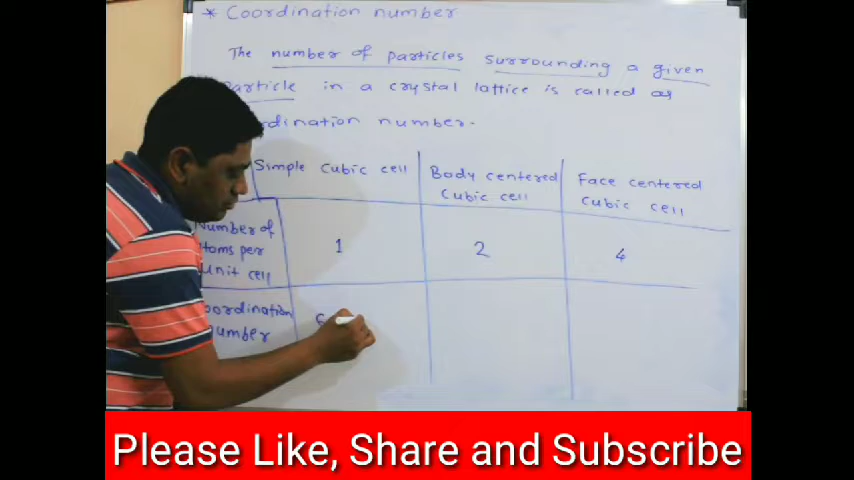 * Coordination number
The number of particles surrounding a given
particle in a crystal lattice is called as
number.
Simple cubic cell
Body centered
cubic cell
Face centered
cubic cell
Number of
per
unit cell
1
2
4
number
Please Like, Share and Subscribe